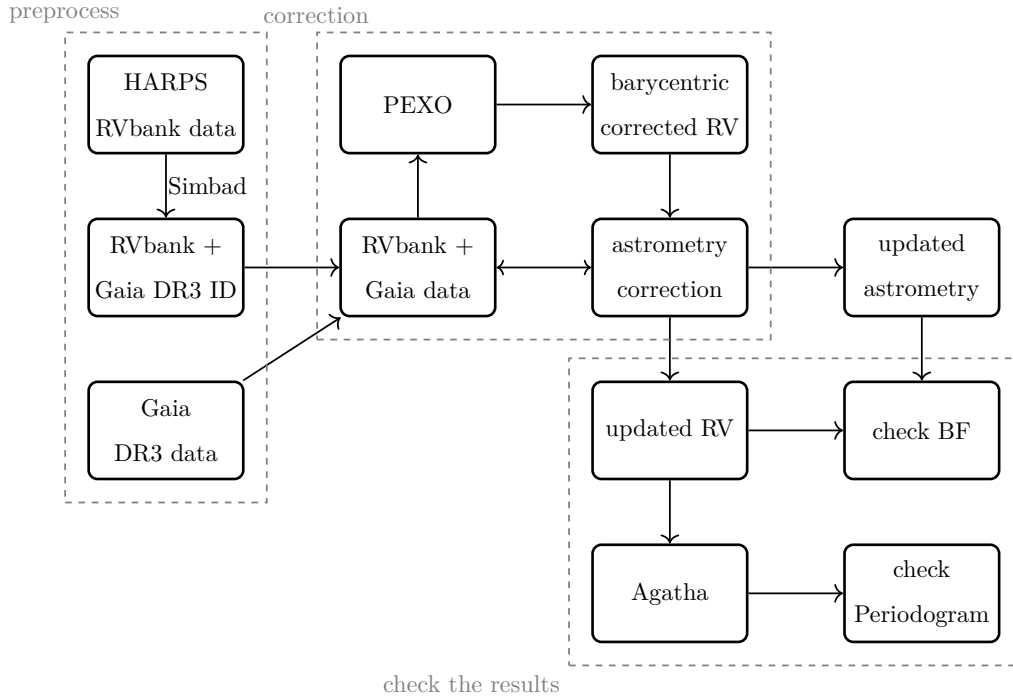 preprocess
correction
HARPS
RVbank data
PEXO
barycentric
corrected RV
Simbad
RVbank +
Gaia DR3 ID
RVbank +
Gaia data
astrometry
correction
updated
astrometry
Gaia
DR3 data
updated RV
check BF
Agatha
check
Periodogram
check the results